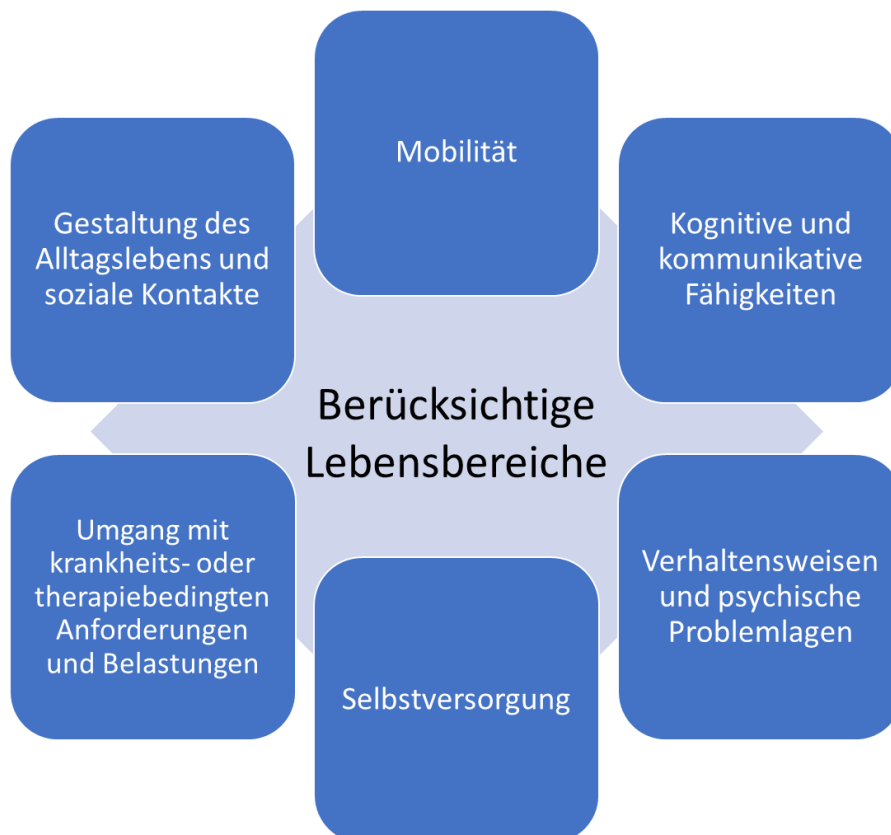 Mobilität
Gestaltung des
Alltagslebens und
soziale Kontakte
Kognitive und
kommunikative
Fähigkeiten
Berücksichtige
Lebensbereiche
Umgang mit
krankheits- oder
therapiebedingten
Anforderungen
und Belastungen
Verhaltensweisen
und psychische
Problemlagen
Selbstversorgung